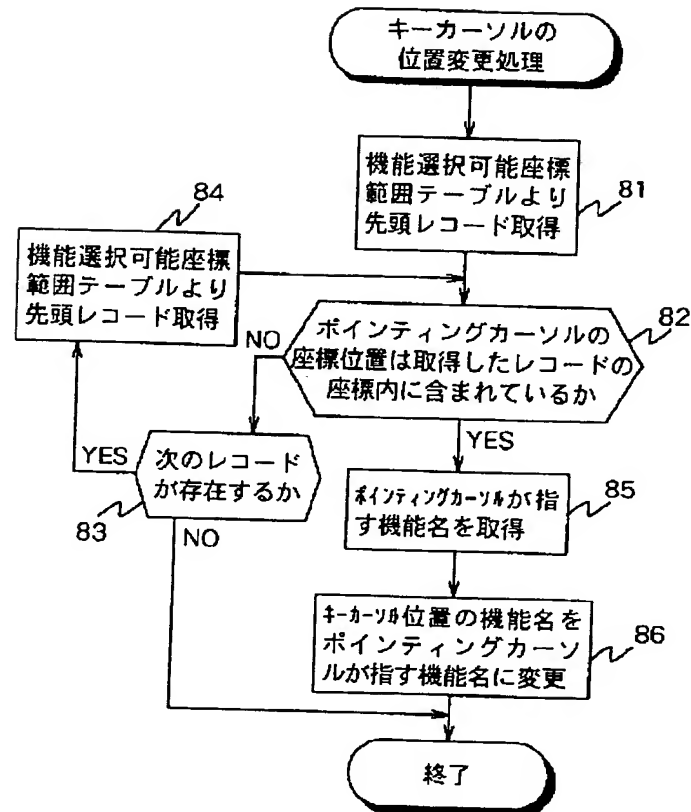 キーカーソルの
位置変更処理
機能選択可能座標
範囲テーブルより
先頭レコード取得
81
84
機能選択可能座標
範囲テーブルより
先頭レコード取得
82
ポインティングカーソルの
座標位置は取得したレコードの
座標内に含まれているか
NO
YES
YES
次のレコード
が存在するか
83
NO
ポインティングカーソルが指
す機能名を取得
85
キーカーソル位置の機能名を
ポインティングカーソ
ルが指す機能名に変更
86
終了